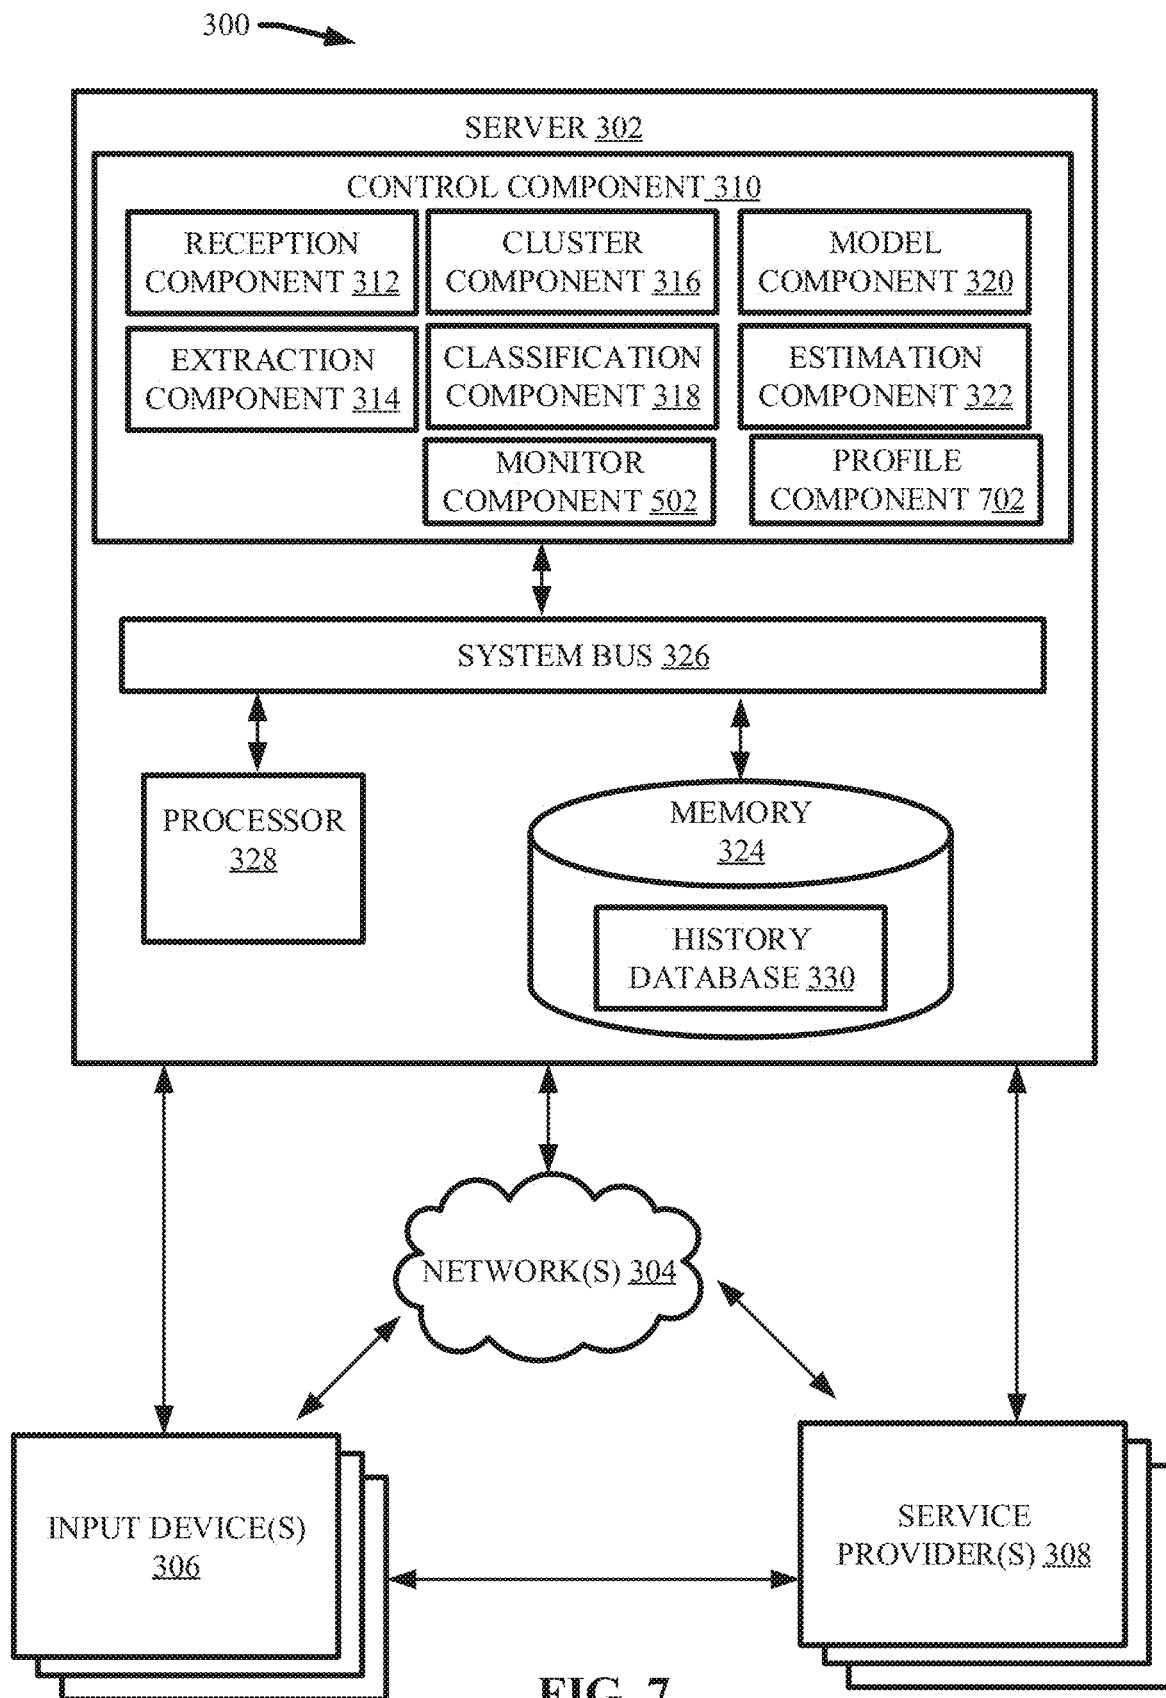 300
SERVER 302
CONTROL COMPONENT 310
RECEPTION
COMPONENT 312
CLUSTER
COMPONENT 316
MODEL
COMPONENT 320
EXTRACTION
COMPONENT 314
CLASSIFICATION
COMPONENT 318
ESTIMATION
COMPONENT 322
MONITOR
COMPONENT 502
PROFILE
COMPONENT 702
SYSTEM BUS 326
PROCESSOR
328
MEMORY
324
HISTORY
DATABASE 330
NETWORK(S) 304
INPUT DEVICE(S)
306
SERVICE
PROVIDER(S) 308
FIG. 7